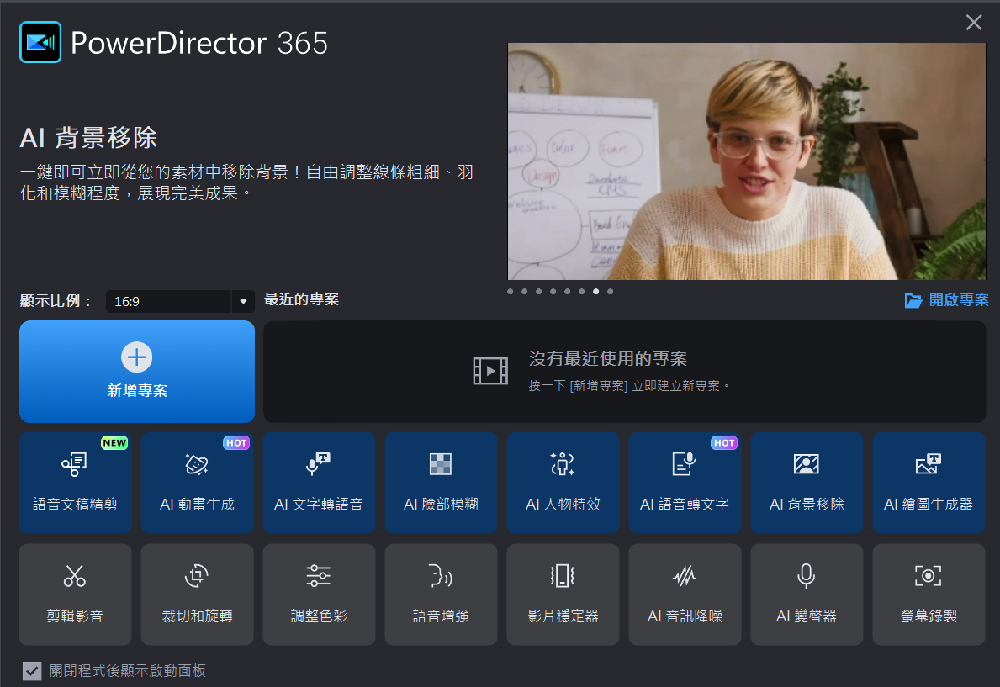 PowerDirector 365
AI 背景移除
一鍵即可立即從您的素材中移除背景！自由調整線條粗細、羽
化和模糊程度，展現完美成果。
Color
Fonts
Design
Database
website
creation
顯示比例：
16:9
最近的專案
開啟專案
新增專案
沒有最近使用的專案
按一下 [新增專案] 立即建立新專案。
NEW
語音文稿精剪
HOT
AI 動畫生成
AI 文字轉語音
AI 臉部模糊
AI 人物特效
HOT
AI 語音轉文字
AI 背景移除
AI 繪圖生成器
剪輯影音
裁切和旋轉
調整色彩
語音增強
影片穩定器
AI 音訊降噪
AI 變聲器
螢幕錄製
關閉程式後顯示啟動面板